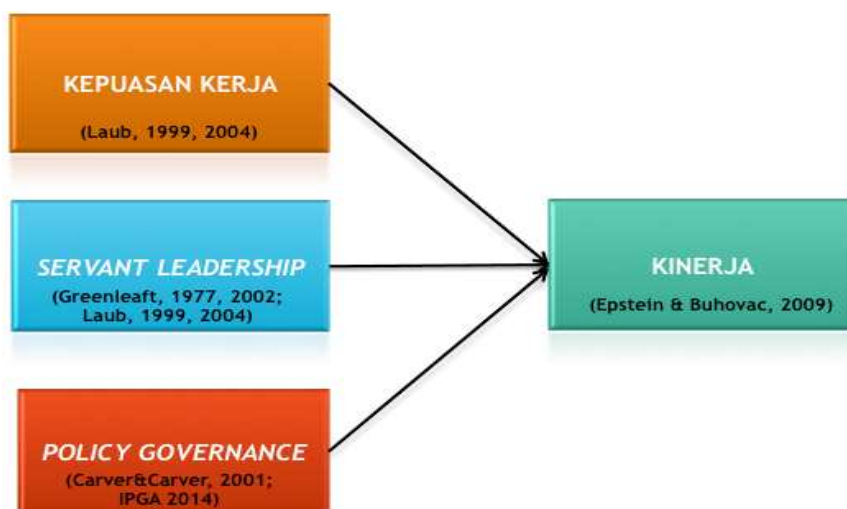 KEPUASAN KERJA
(Laub, 1999, 2004)
SERVANT LEADERSHIP
(Greenleaft, 1977, 2002;
Laub, 1999, 2004)
POLICY GOVERNANCE
(Carver&Carver, 2001;
IPGA 2014)
KINERJA
(Epstein & Buhovac, 2009)